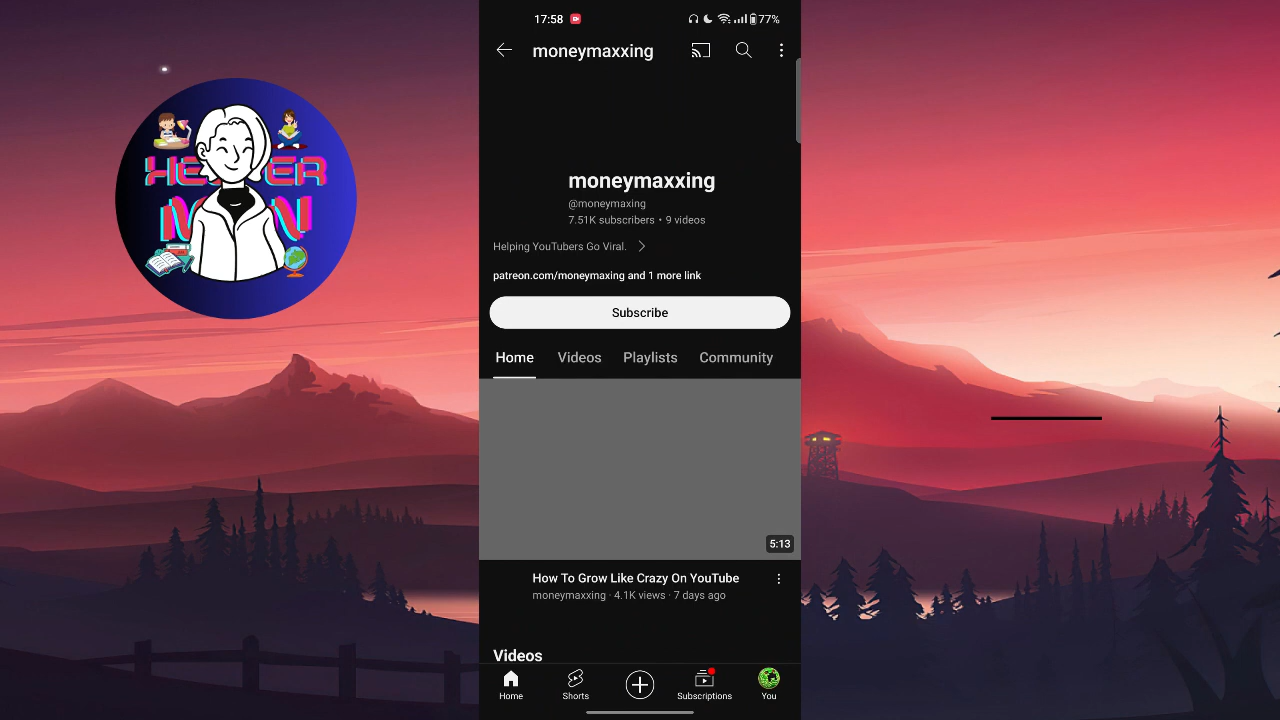 17:58
77%
moneymaxxing
moneymaxxing
@moneymaxing
7.51K subscribers • 9 videos
Helping YouTubers Go Viral.
patreon.com/moneymaxing and 1 more link
Subscribe
Home Videos Playlists Community
5:13
How To Grow Like Crazy On YouTube
moneymaxxing · 4.1K views · 7 days ago
Videos
Home Shorts Subscriptions You